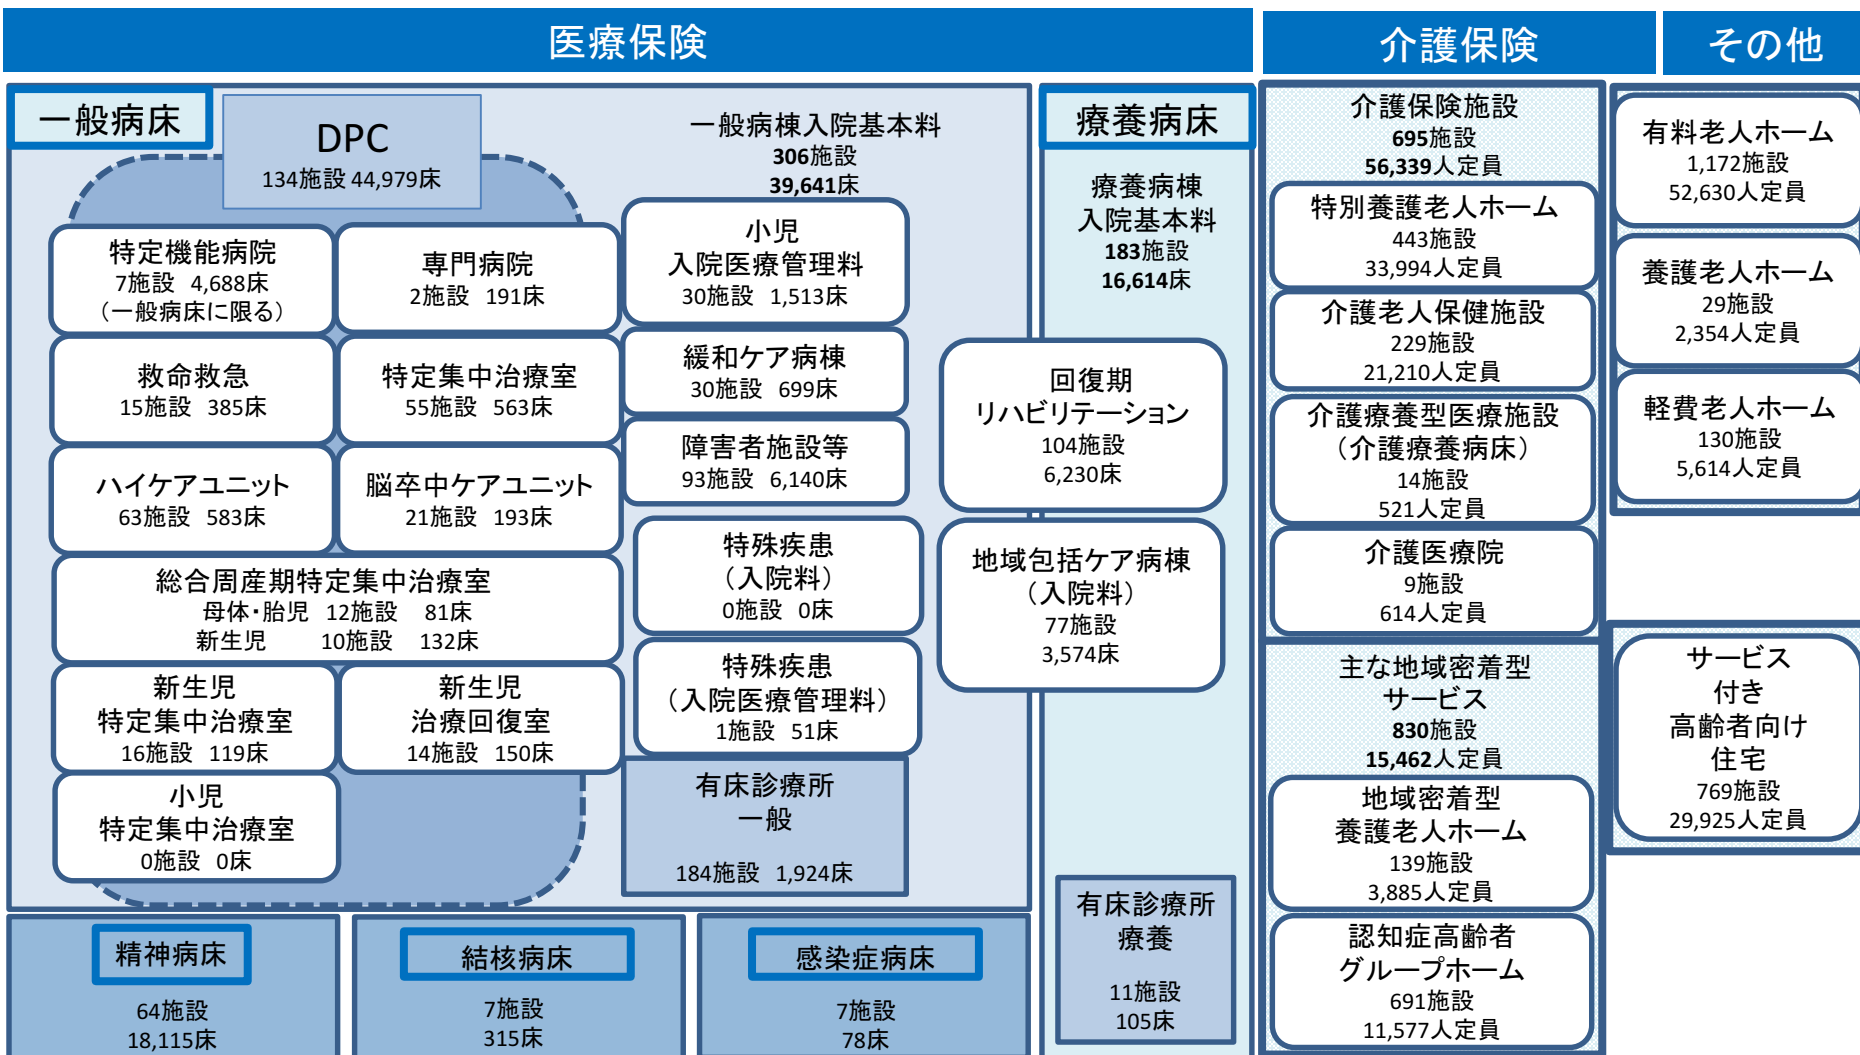 医療保険
介護保険
その他
一般病床
DPC
134施設 44,979床
一般病棟入院基本料
306施設
39,641床
特定機能病院
7施設 4,688床
（一般病床に限る）
専門病院
2施設 191床
救命救急
15施設 385床
特定集中治療室
55施設 563床
ハイケアユニット
63施設 583床
脳卒中ケアユニット
21施設 193床
総合周産期特定集中治療室
母体・胎児 12施設 81床
新生児 10施設 132床
新生児
特定集中治療室
16施設 119床
新生児
治療回復室
14施設 150床
小児
特定集中治療室
0施設 0床
小児
入院医療管理料
30施設 1,513床
緩和ケア病棟
30施設 699床
障害者施設等
93施設 6,140床
特殊疾患
（入院料）
0施設 0床
特殊疾患
（入院医療管理料）
1施設 51床
有床診療所
一般
184施設 1,924床
療養病床
療養病棟
入院基本料
183施設
16,614床
回復期
リハビリテーション
104施設
6,230床
地域包括ケア病棟
（入院料）
77施設
3,574床
有床診療所
療養
11施設
105床
精神病床
64施設
18,115床
結核病床
7施設
315床
感染症病床
7施設
78床
介護保険施設
695施設
56,339人定員
特別養護老人ホーム
443施設
33,994人定員
介護老人保健施設
229施設
21,210人定員
介護療養型医療施設
（介護療養病床）
14施設
521人定員
介護医療院
9施設
614人定員
主な地域密着型
サービス
830施設
15,462人定員
地域密着型
養護老人ホーム
139施設
3,885人定員
認知症高齢者
グループホーム
691施設
11,577人定員
有料老人ホーム
1,172施設
52,630人定員
養護老人ホーム
29施設
2,354人定員
軽費老人ホーム
130施設
5,614人定員
サービス
付き
高齢者向け
住宅
769施設
29,925人定員